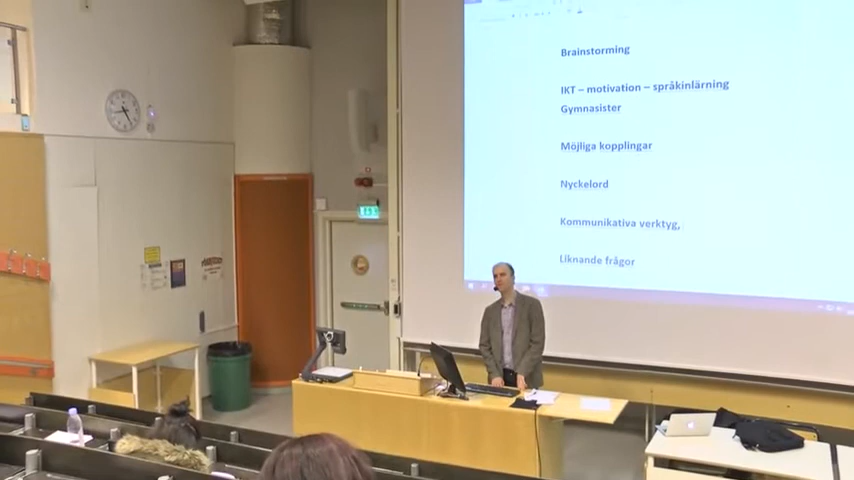 Brainstorming
IKT – motivation – språkinlärning
Gymnasister
Möjliga kopplingar
Nyckelord
Kommunikativa verktyg,
Liknande frågor